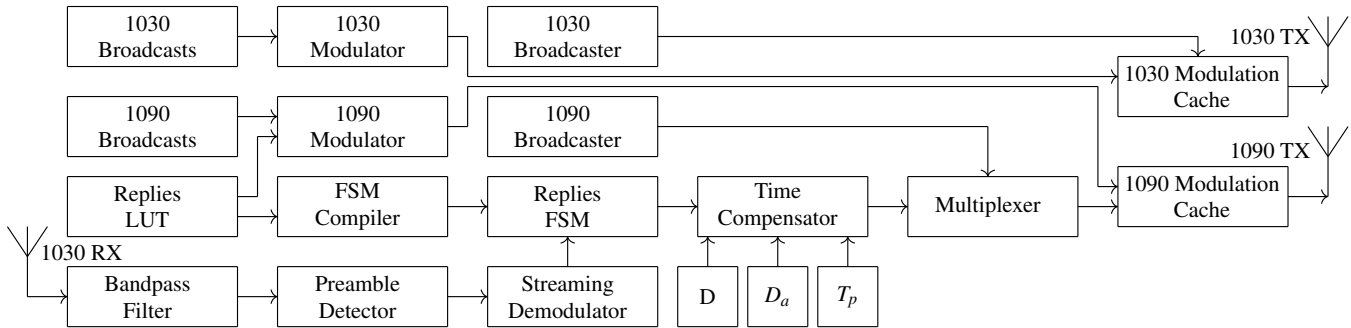 1030
Broadcasts
1030
Modulator
1030
Broadcaster
1030 TX
1030 Modulation
Cache
1090
Broadcasts
1090
Modulator
1090
Broadcaster
1090 TX
1090 Modulation
Cache
Replies
LUT
FSM
Compiler
Replies
FSM
Time
Compensator
Multiplexer
1030 RX
Bandpass
Filter
Preamble
Detector
Streaming
Demodulator
D
D_a
T_p